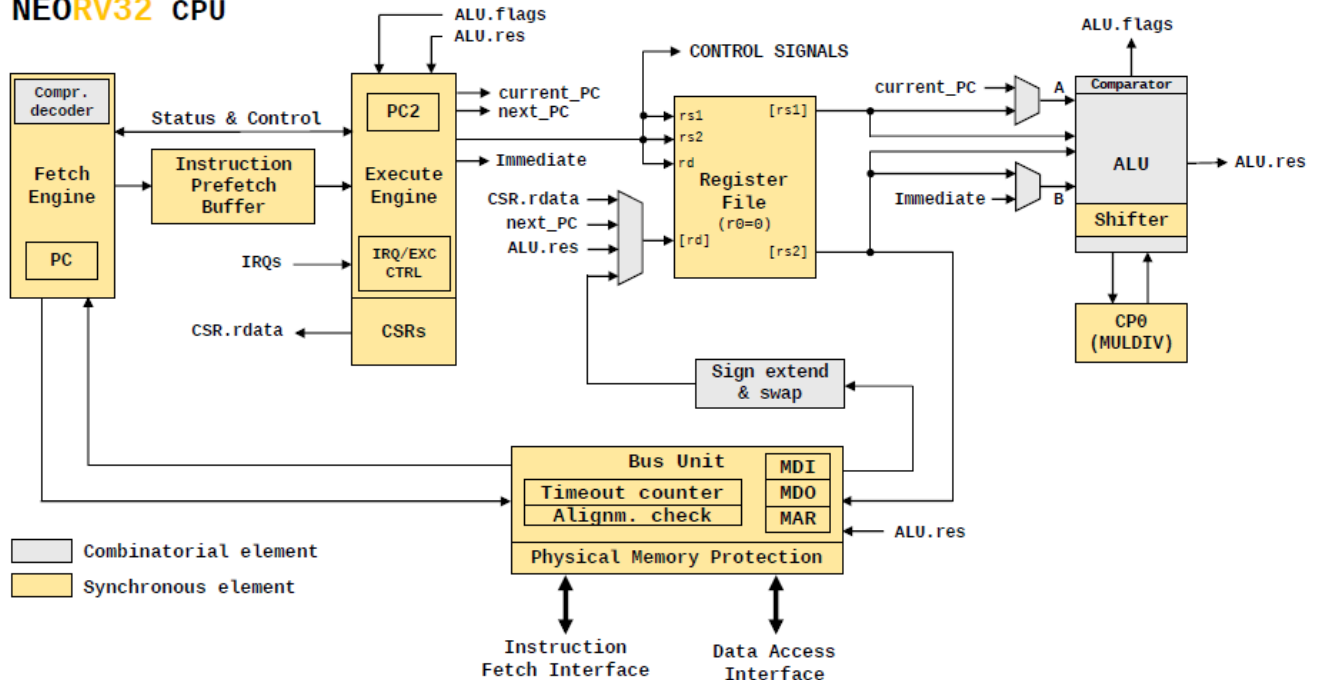 NEORV32 CPU
ALU.flags
ALU.res
Compr.
decoder
Fetch
Engine
PC
Status & Control
Instruction
Prefetch
Buffer
IRQs
CSR.rdata
PC2
Execute
Engine
IRQ/EXC
CTRL
CSRs
current_PC
next_PC
Immediate
CONTROL SIGNALS
CSR.rdata
next_PC
ALU.res
rs1
rs2
rd
[rd]
[rs1]
Register
File
(r0=0)
[rs2]
current_PC
A
Immediate
B
ALU.flags
Comparator
ALU
Shifter
ALU.res
CP0
(MULDIV)
Sign extend
& swap
Bus Unit
Timeout counter
Alignm. check
MDI
MDO
MAR
ALU.res
Physical Memory Protection
Instruction
Fetch Interface
Data Access
Interface
Combinatorial element
Synchronous element